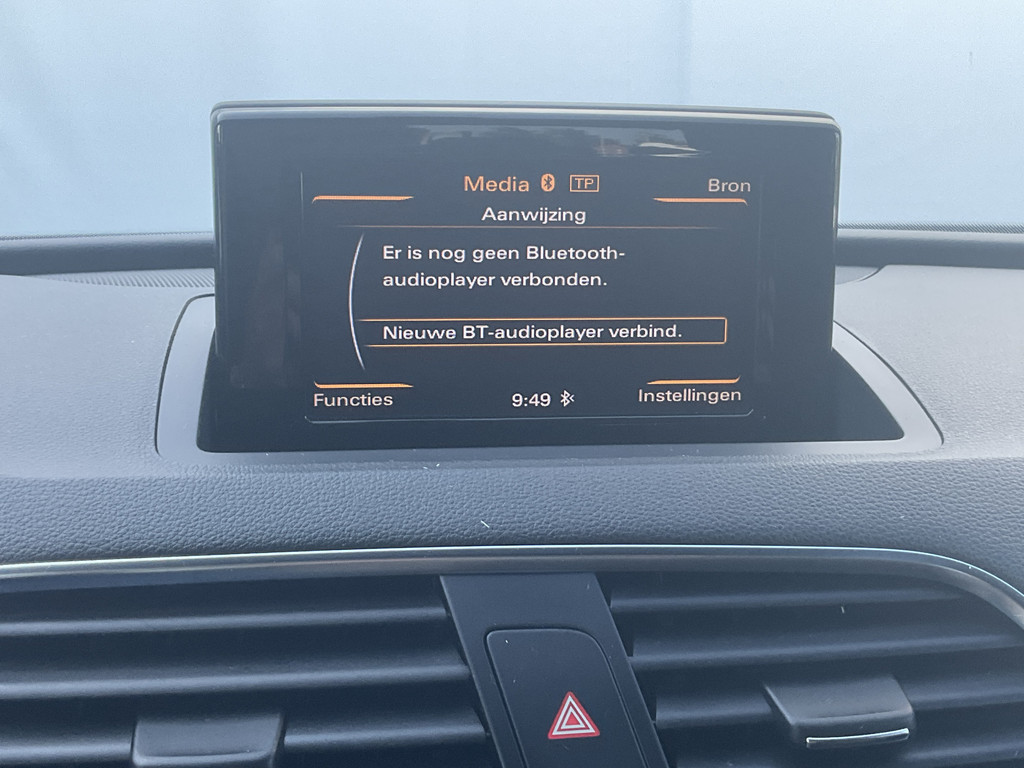 Media TP
Bron
Aanwijzing
Er is nog geen Bluetooth-
audioplayer verbonden.
Nieuwe BT-audioplayer verbind.
Functies
9:49
Instellingen